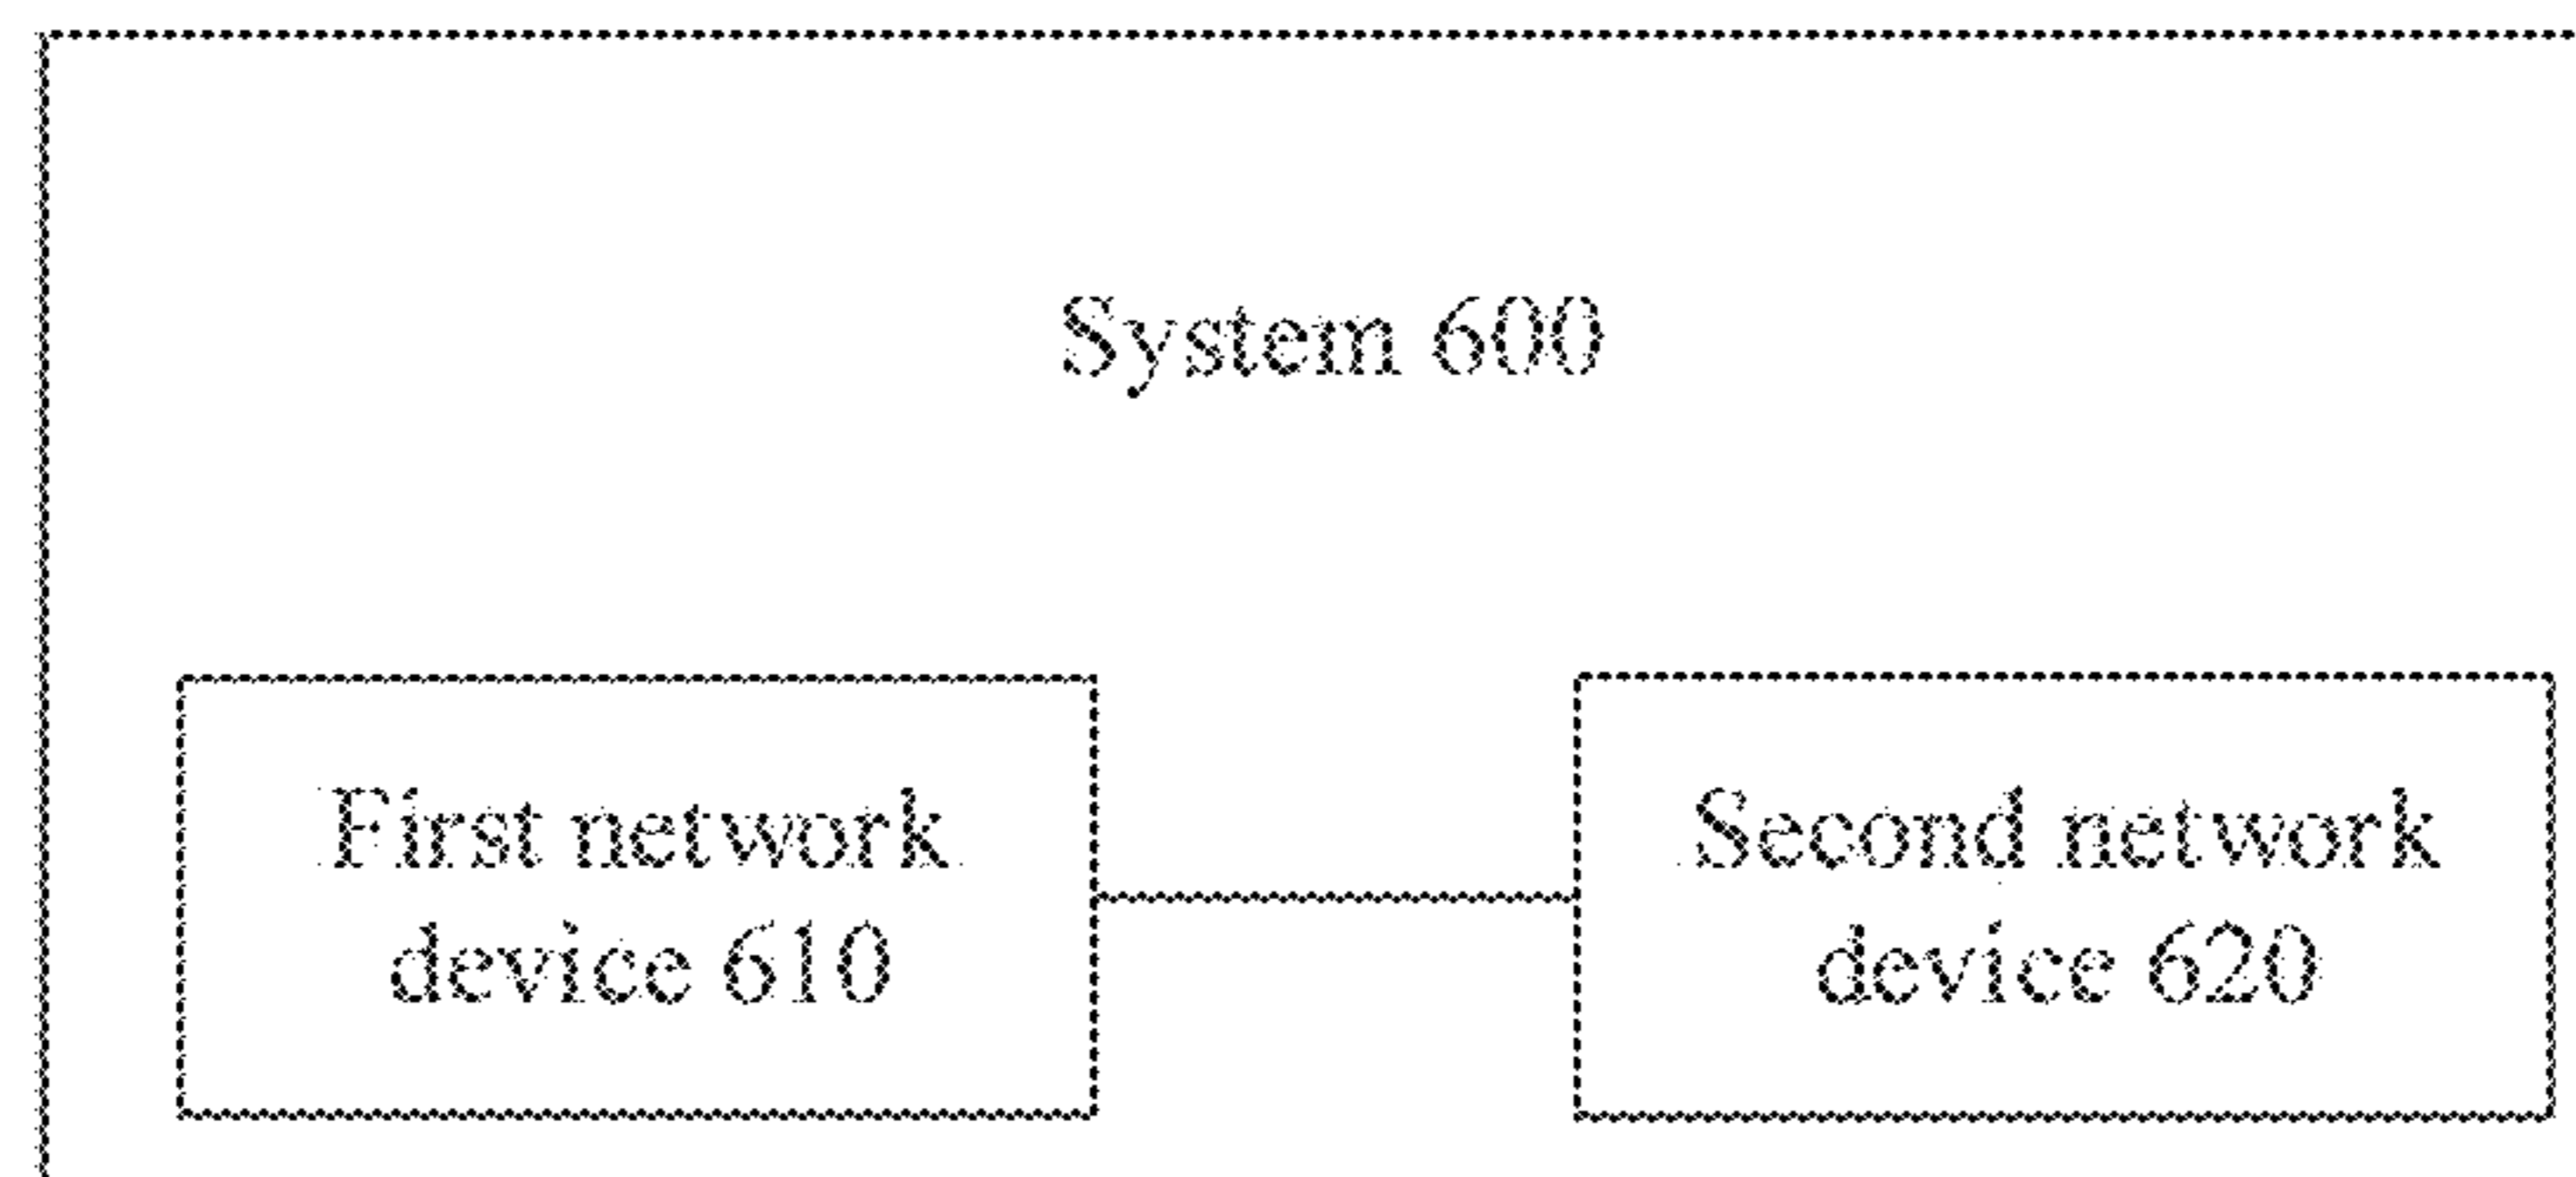 System 600
First network
device 610
Second network
device 620